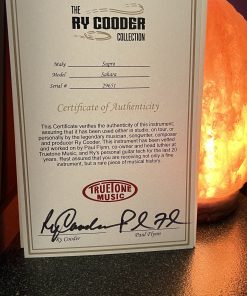 THE
RY COODER
COLLECTION
Make Supro
Model Sahara
Serial # 29631
Certificate of Authenticity
This Certificate verifies the authenticity of this instrument,
assuring that it has been used either in studio, on tour, or
personally by the legendary musician, songwriter, composer
and producer Ry Cooder. This instrument has been vetted
and worked on by Paul Flynn, co-owner and head luthier at
Truetone Music, and Ry's personal guitar tech for the last 20
years. Rest assured that you are receiving not only a fine
instrument, but a rare piece of musical history.
TRUETONE
MUSIC
Ry Cooder
Ry Cooder Paul Flynn